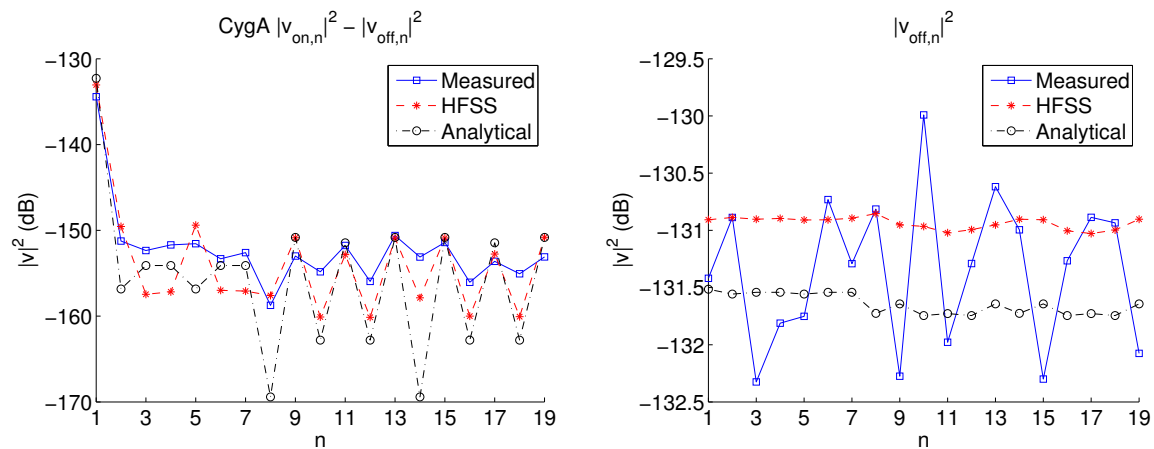 CygA |v_on,n|^2 − |v_off,n|^2
−130
−140
−150
−160
−170
|v|^2 (dB)
1 3 5 7 9 11 13 15 17 19
n
Measured
HFSS
Analytical
|v_off,n|^2
−129.5
−130
−130.5
−131
−131.5
−132
−132.5
|v|^2 (dB)
1 3 5 7 9 11 13 15 17 19
n
Measured
HFSS
Analytical